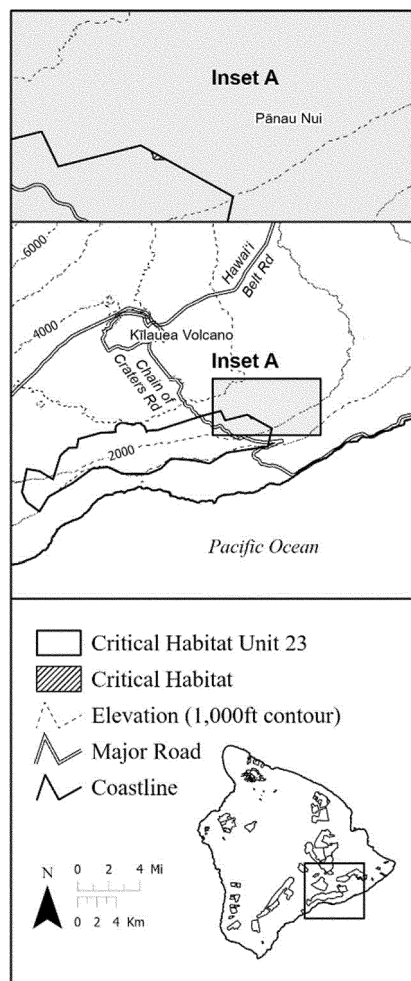 Inset A
Pānau Nui
6000
Hawai'i
Belt Rd
4000
Kīlauea Volcano
Inset A
Chain of
Craters Rd
2000
Pacific Ocean
Critical Habitat Unit 23
Critical Habitat
Elevation (1,000ft contour)
Major Road
Coastline
N
0 2 4 Mi
0 2 4 Km